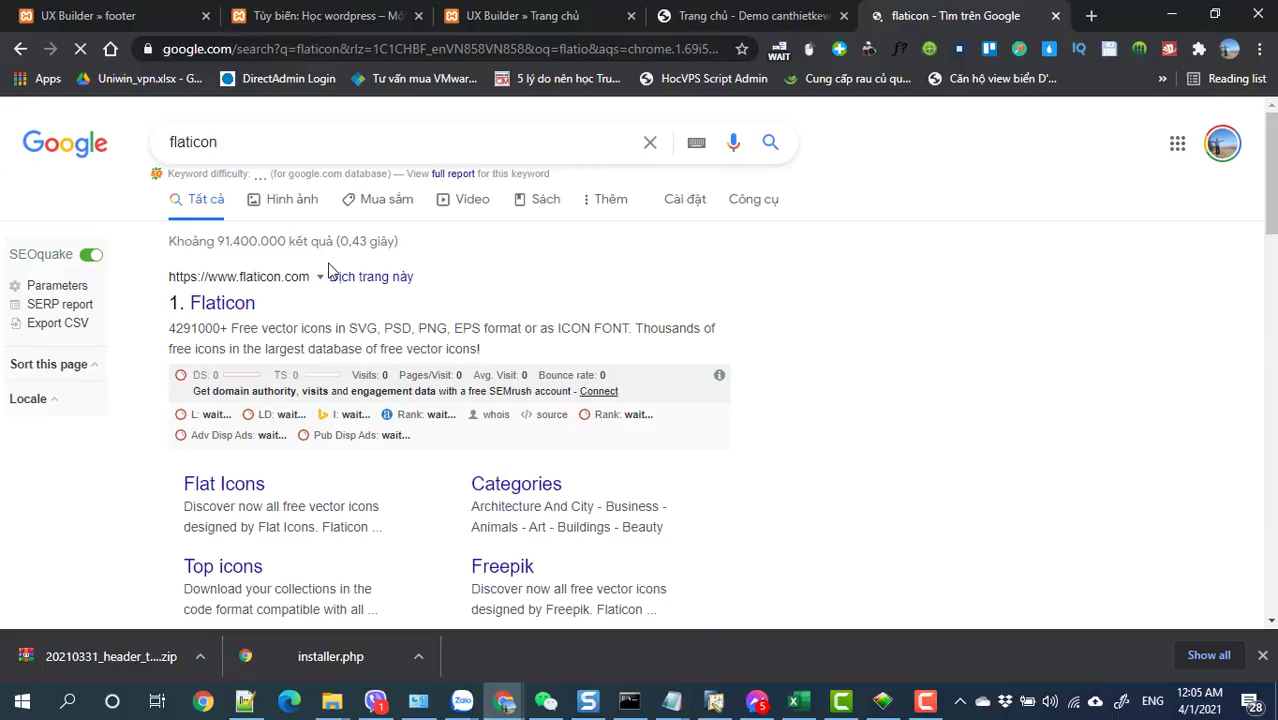 UX Builder » footer
Tùy biến: Học wordpress – Mộ
UX Builder » Trang chủ
Trang chủ - Demo canthietkew
flaticon - Tìm trên Google
google.com/search?q=flaticon&rlz=1C1CHBF_enVN858VN858&oq=flatio&aqs=chrome.1.69i5...
WAIT
Apps
Uniwin_vpn.xlsx - G...
DirectAdmin Login
Tư vấn mua VMwar...
5 lý do nên học Tru...
HocVPS Script Admin
Cung cấp rau củ qu...
Căn hộ view biển D'...
Reading list
Google
flaticon
Keyword difficulty: ... (for google.com database) — View full report for this keyword
Tất cả
Hình ảnh
Mua sắm
Video
Sách
Thêm
Cài đặt
Công cụ
Khoảng 91.400.000 kết quả (0,43 giây)
SEOquake
Parameters
SERP report
Export CSV
Sort this page
Locale
https://www.flaticon.com
ịch trang này
1. Flaticon
4291000+ Free vector icons in SVG, PSD, PNG, EPS format or as ICON FONT. Thousands of
free icons in the largest database of free vector icons!
DS: 0 TS: 0 Visits: 0 Pages/Visit: 0 Avg. Visit: 0 Bounce rate: 0
Get domain authority, visits and engagement data with a free SEMrush account - Connect
L: wait... LD: wait... I: wait... Rank: wait... whois source Rank: wait...
Adv Disp Ads: wait... Pub Disp Ads: wait...
Flat Icons
Discover now all free vector icons
designed by Flat Icons. Flaticon ...
Categories
Architecture And City - Business -
Animals - Art - Buildings - Beauty
Top icons
Download your collections in the
code format compatible with all ...
Freepik
Discover now all free vector icons
designed by Freepik. Flaticon ...
20210331_header_t....zip
installer.php
Show all
Zalo
1
5
ENG
12:05 AM
4/1/2021
28